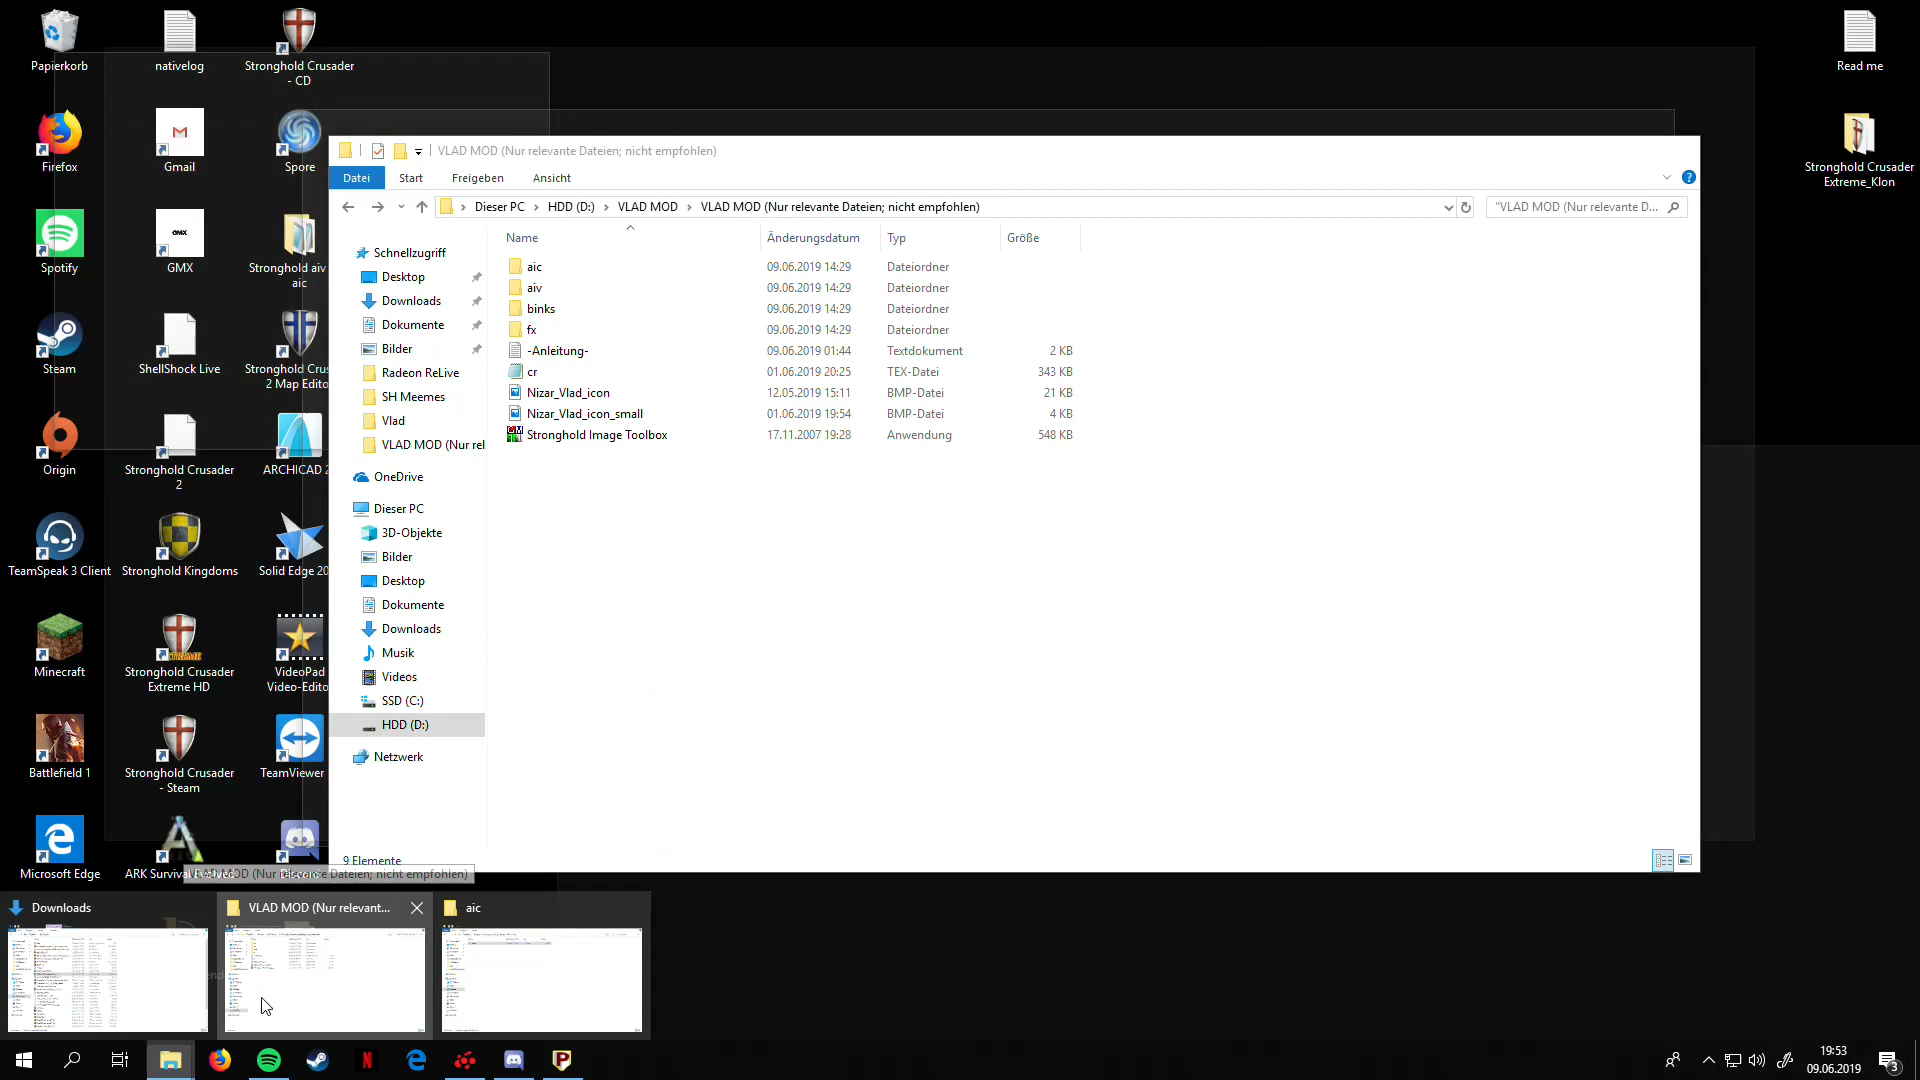 Papierkorb
nativelog
Stronghold Crusader
- CD
Read me
Firefox
Gmail
Spore
Stronghold Crusader
Extreme_Klon
Spotify
GMX
GMX
Stronghold aiv
aic
Steam
ShellShock Live
Stronghold Cru
2 Map Edito
Origin
Stronghold Crusader
2
ARCHICAD 2
TeamSpeak 3 Client
Stronghold Kingdoms
Solid Edge 20
Minecraft
Stronghold Crusader
Extreme HD
VideoPad
Video-Edito
Battlefield 1
Stronghold Crusader
- Steam
TeamViewer
Microsoft Edge
ARK Survival Evolved
Discord
VLAD MOD (Nur relevante Dateien; nicht empfohlen)
Datei
Start
Freigeben
Ansicht
Dieser PC > HDD (D:) > VLAD MOD > VLAD MOD (Nur relevante Dateien; nicht empfohlen)
"VLAD MOD (Nur relevante D...
Schnellzugriff
Desktop
Downloads
Dokumente
Bilder
Radeon ReLive
SH Meemes
Vlad
VLAD MOD (Nur rel
OneDrive
Dieser PC
3D-Objekte
Bilder
Desktop
Dokumente
Downloads
Musik
Videos
SSD (C:)
HDD (D:)
Netzwerk
Name Änderungsdatum Typ Größe
aic 09.06.2019 14:29 Dateiordner
aiv 09.06.2019 14:29 Dateiordner
binks 09.06.2019 14:29 Dateiordner
fx 09.06.2019 14:29 Dateiordner
-Anleitung- 09.06.2019 01:44 Textdokument 2 KB
cr 01.06.2019 20:25 TEX-Datei 343 KB
Nizar_Vlad_icon 12.05.2019 15:11 BMP-Datei 21 KB
Nizar_Vlad_icon_small 01.06.2019 19:54 BMP-Datei 4 KB
Stronghold Image Toolbox 17.11.2007 19:28 Anwendung 548 KB
9 Elemente
VLAD MOD (Nur relevante Dateien; nicht empfohlen)
Downloads
VLAD MOD (Nur relevant...
aic
19:53
09.06.2019
3